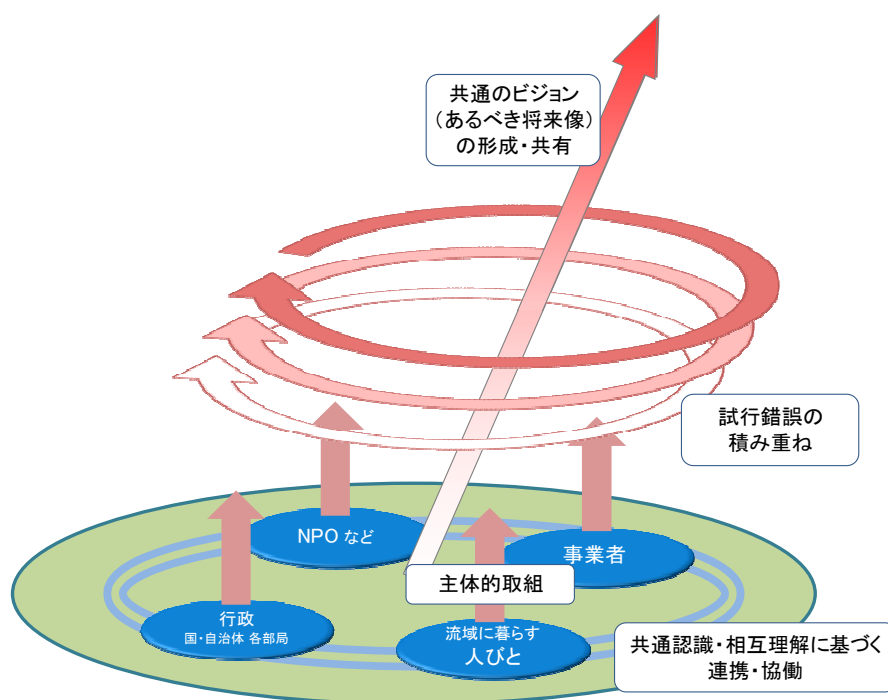 共通のビジョン
（あるべき将来像）
の形成・共有
試行錯誤の
積み重ね
NPO など
事業者
主体的取組
行政
国・自治体 各部局
流域に暮らす
人びと
共通認識・相互理解に基づく
連携・協働